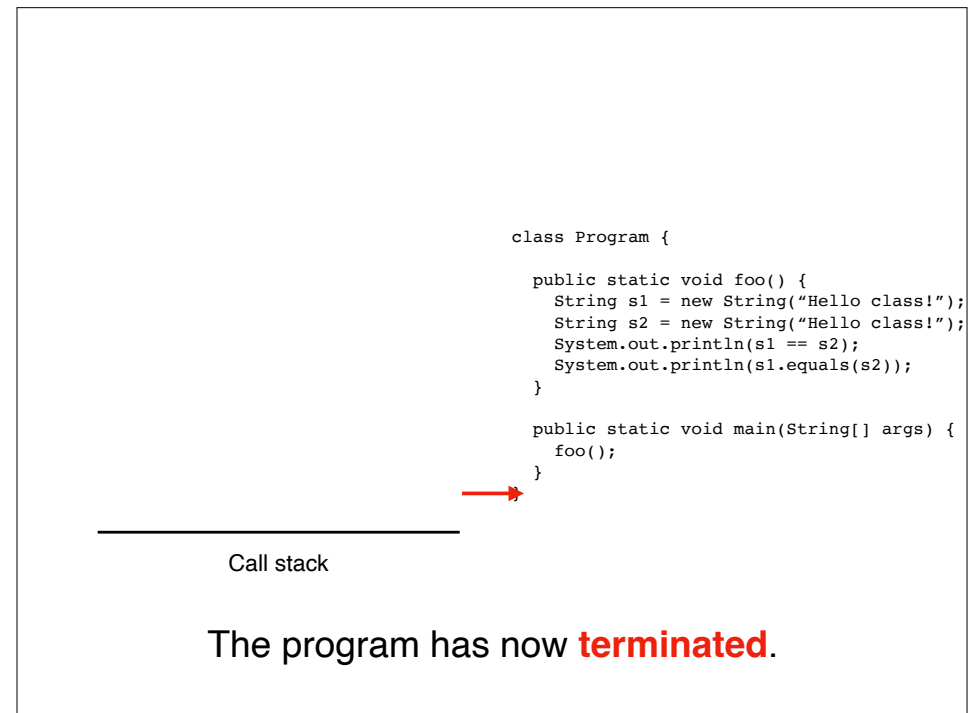 class Program {
public static void foo() {
String s1 = new String(“Hello class!”);
String s2 = new String(“Hello class!”);
System.out.println(s1 == s2);
System.out.println(s1.equals(s2));
}
public static void main(String[] args) {
foo();
}
}
Call stack
The program has now terminated.